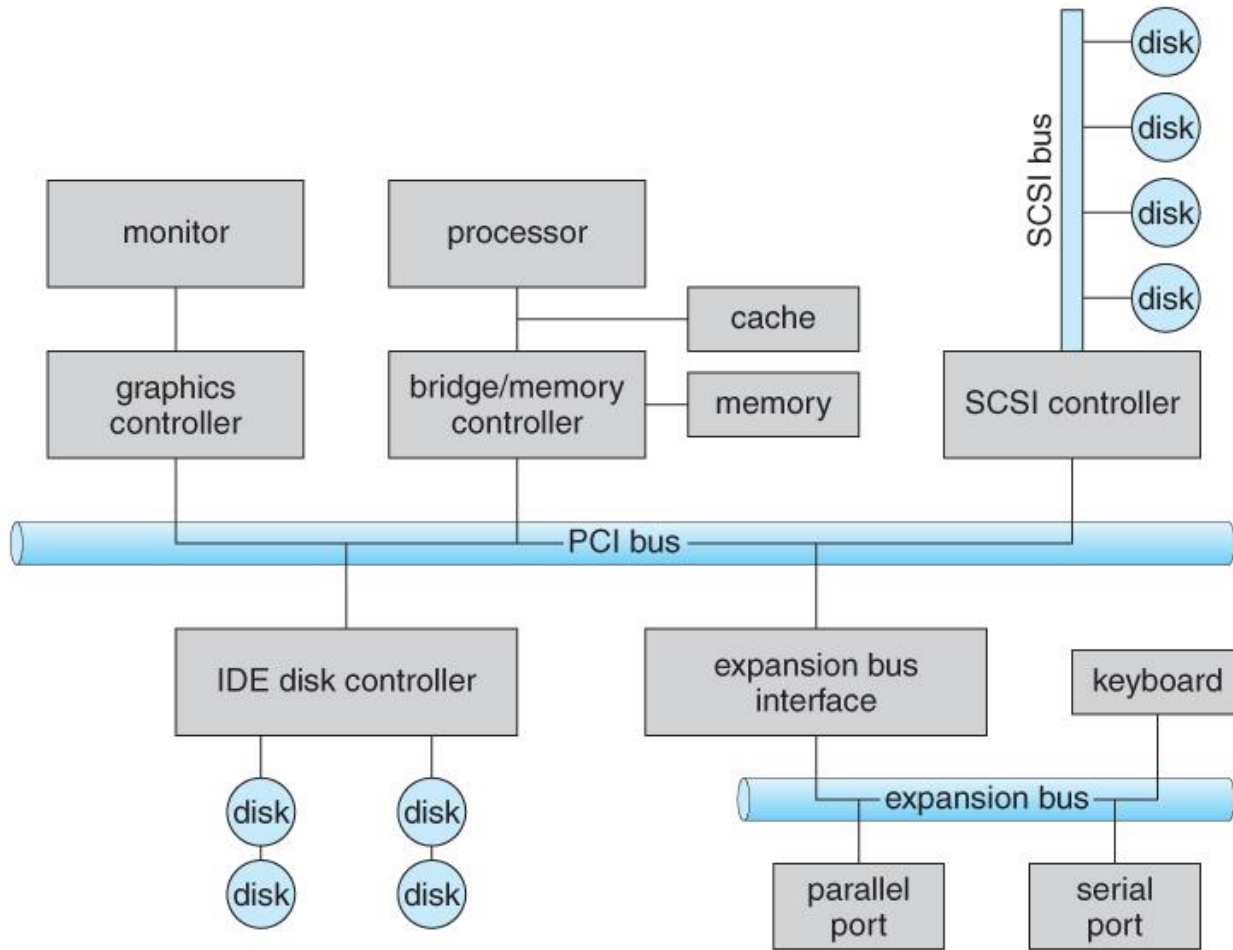 disk
disk
SCSI bus
disk
disk
monitor
processor
cache
graphics
controller
bridge/memory
controller
memory
SCSI controller
PCI bus
IDE disk controller
expansion bus
interface
keyboard
disk
disk
expansion bus
disk
disk
parallel
port
serial
port